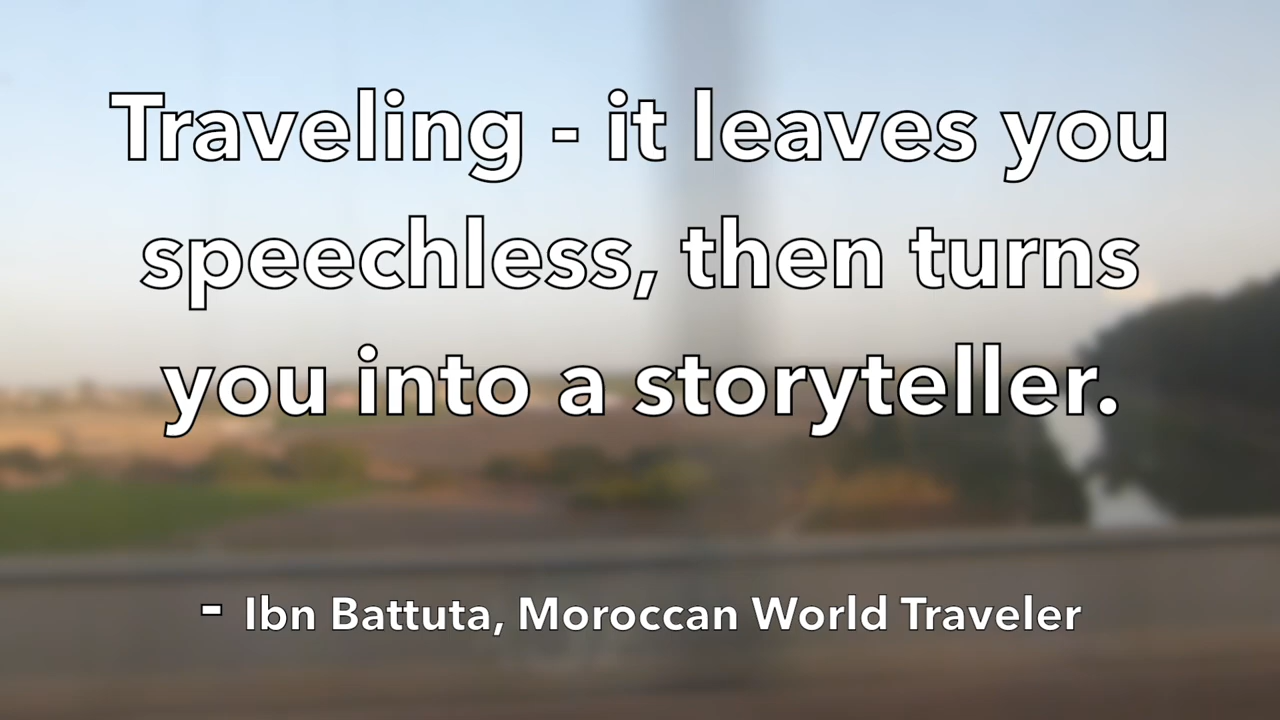 Traveling - it leaves you
speechless, then turns
you into a storyteller.
- Ibn Battuta, Moroccan World Traveler